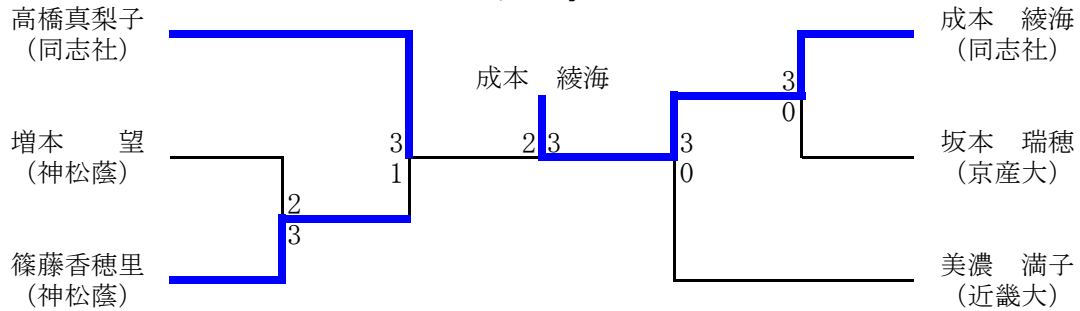 高橋真梨子
（同志社）
成本　綾海
（同志社）
成本　綾海
3
0
増本　　望
（神松蔭）
3
1
2 3
3
0
坂本　瑞穂
（京産大）
2
3
篠藤香穂里
（神松蔭）
美濃　満子
（近畿大）